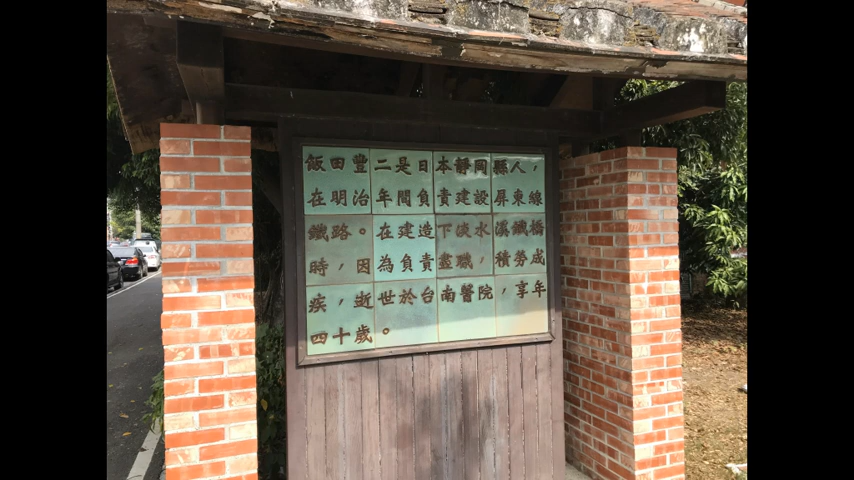 飯田豐二是日本靜岡縣人，
在明治年間負責建設屏東線
鐵路。在建造下淡水溪鐵橋
時，因為負責盡職，積勞成
疾，逝世於台南醫院，享年
四十歲。